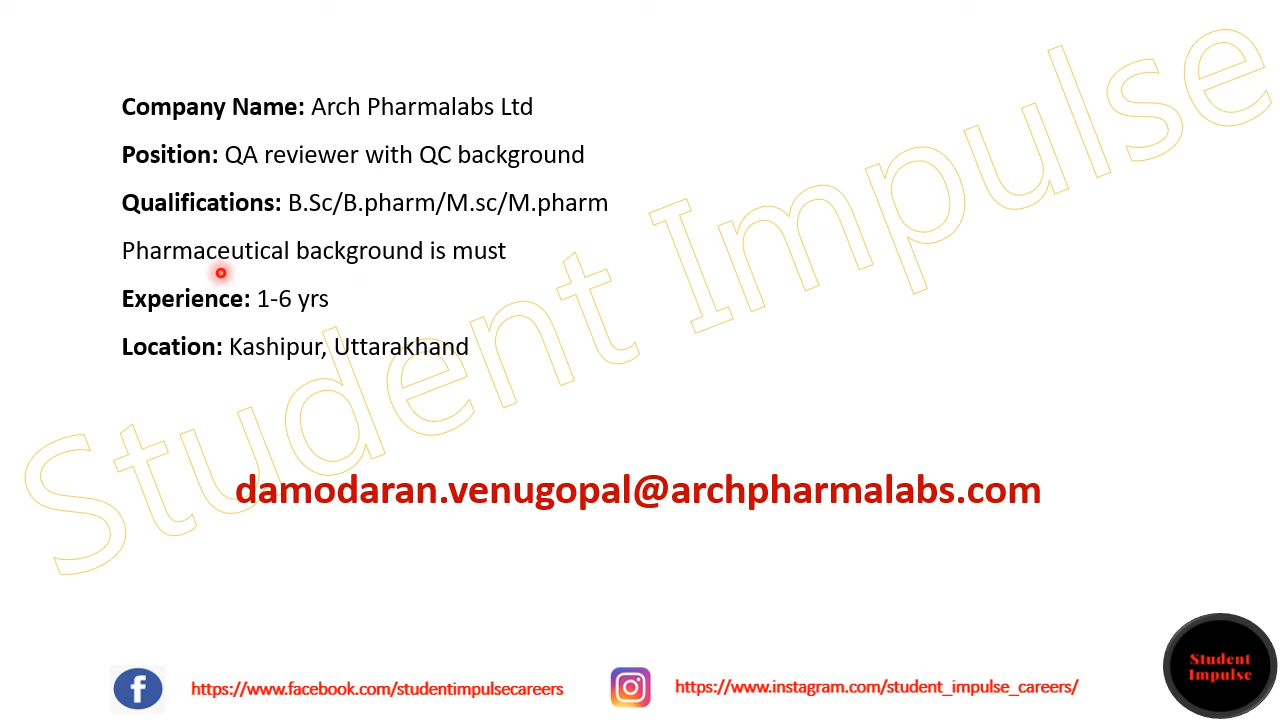 Company Name: Arch Pharmalabs Ltd
Position: QA reviewer with QC background
Qualifications: B.Sc/B.pharm/M.sc/M.pharm
Pharmaceutical background is must
Experience: 1-6 yrs
Location: Kashipur, Uttarakhand
Student Impulse
damodaran.venugopal@archpharmalabs.com
https://www.facebook.com/studentimpulsecareers
https://www.instagram.com/student_impulse_careers/
Student
Impulse